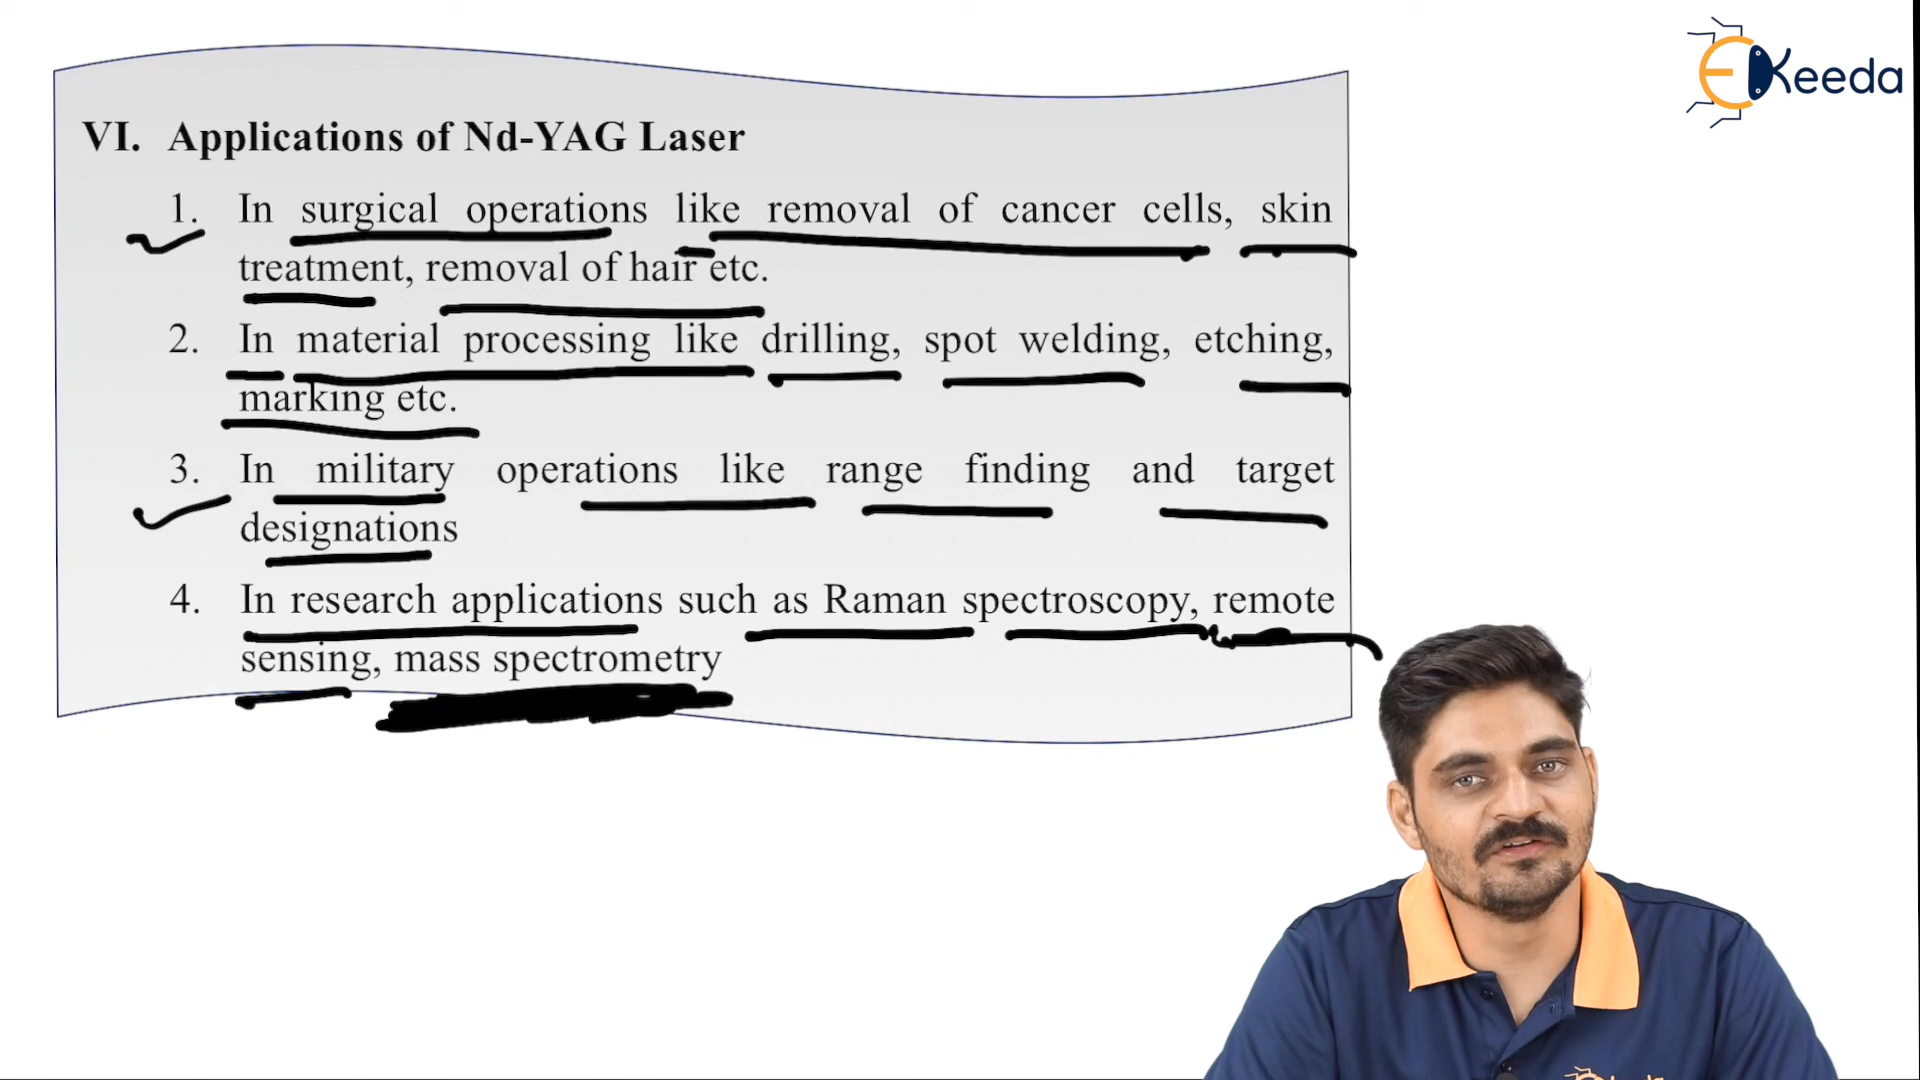 EKeeda
VI. Applications of Nd-YAG Laser
1. In surgical operations like removal of cancer cells, skin
treatment, removal of hair etc.
2. In material processing like drilling, spot welding, etching,
marking etc.
3. In military operations like range finding and target
designations
4. In research applications such as Raman spectroscopy, remote
sensing, mass spectrometry